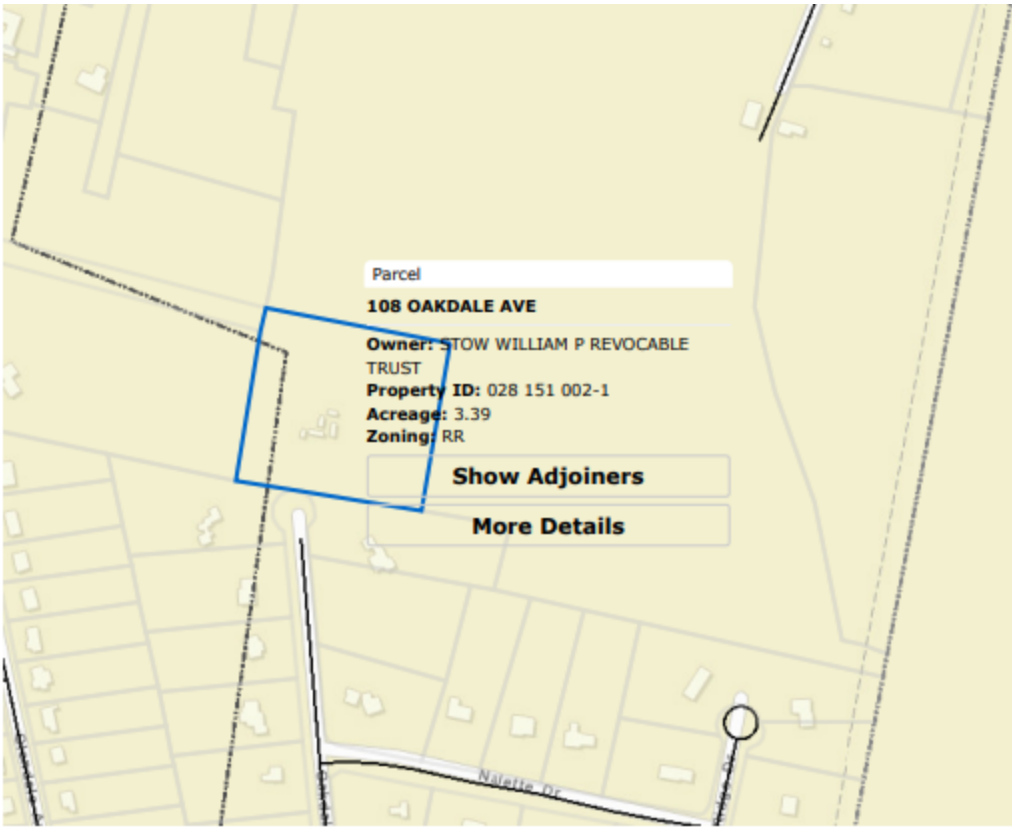 Parcel
108 OAKDALE AVE
Owner: STOW WILLIAM P REVOCABLE
TRUST
Property ID: 028 151 002-1
Acreage: 3.39
Zoning: RR
Show Adjoiners
More Details
Nalette Dr